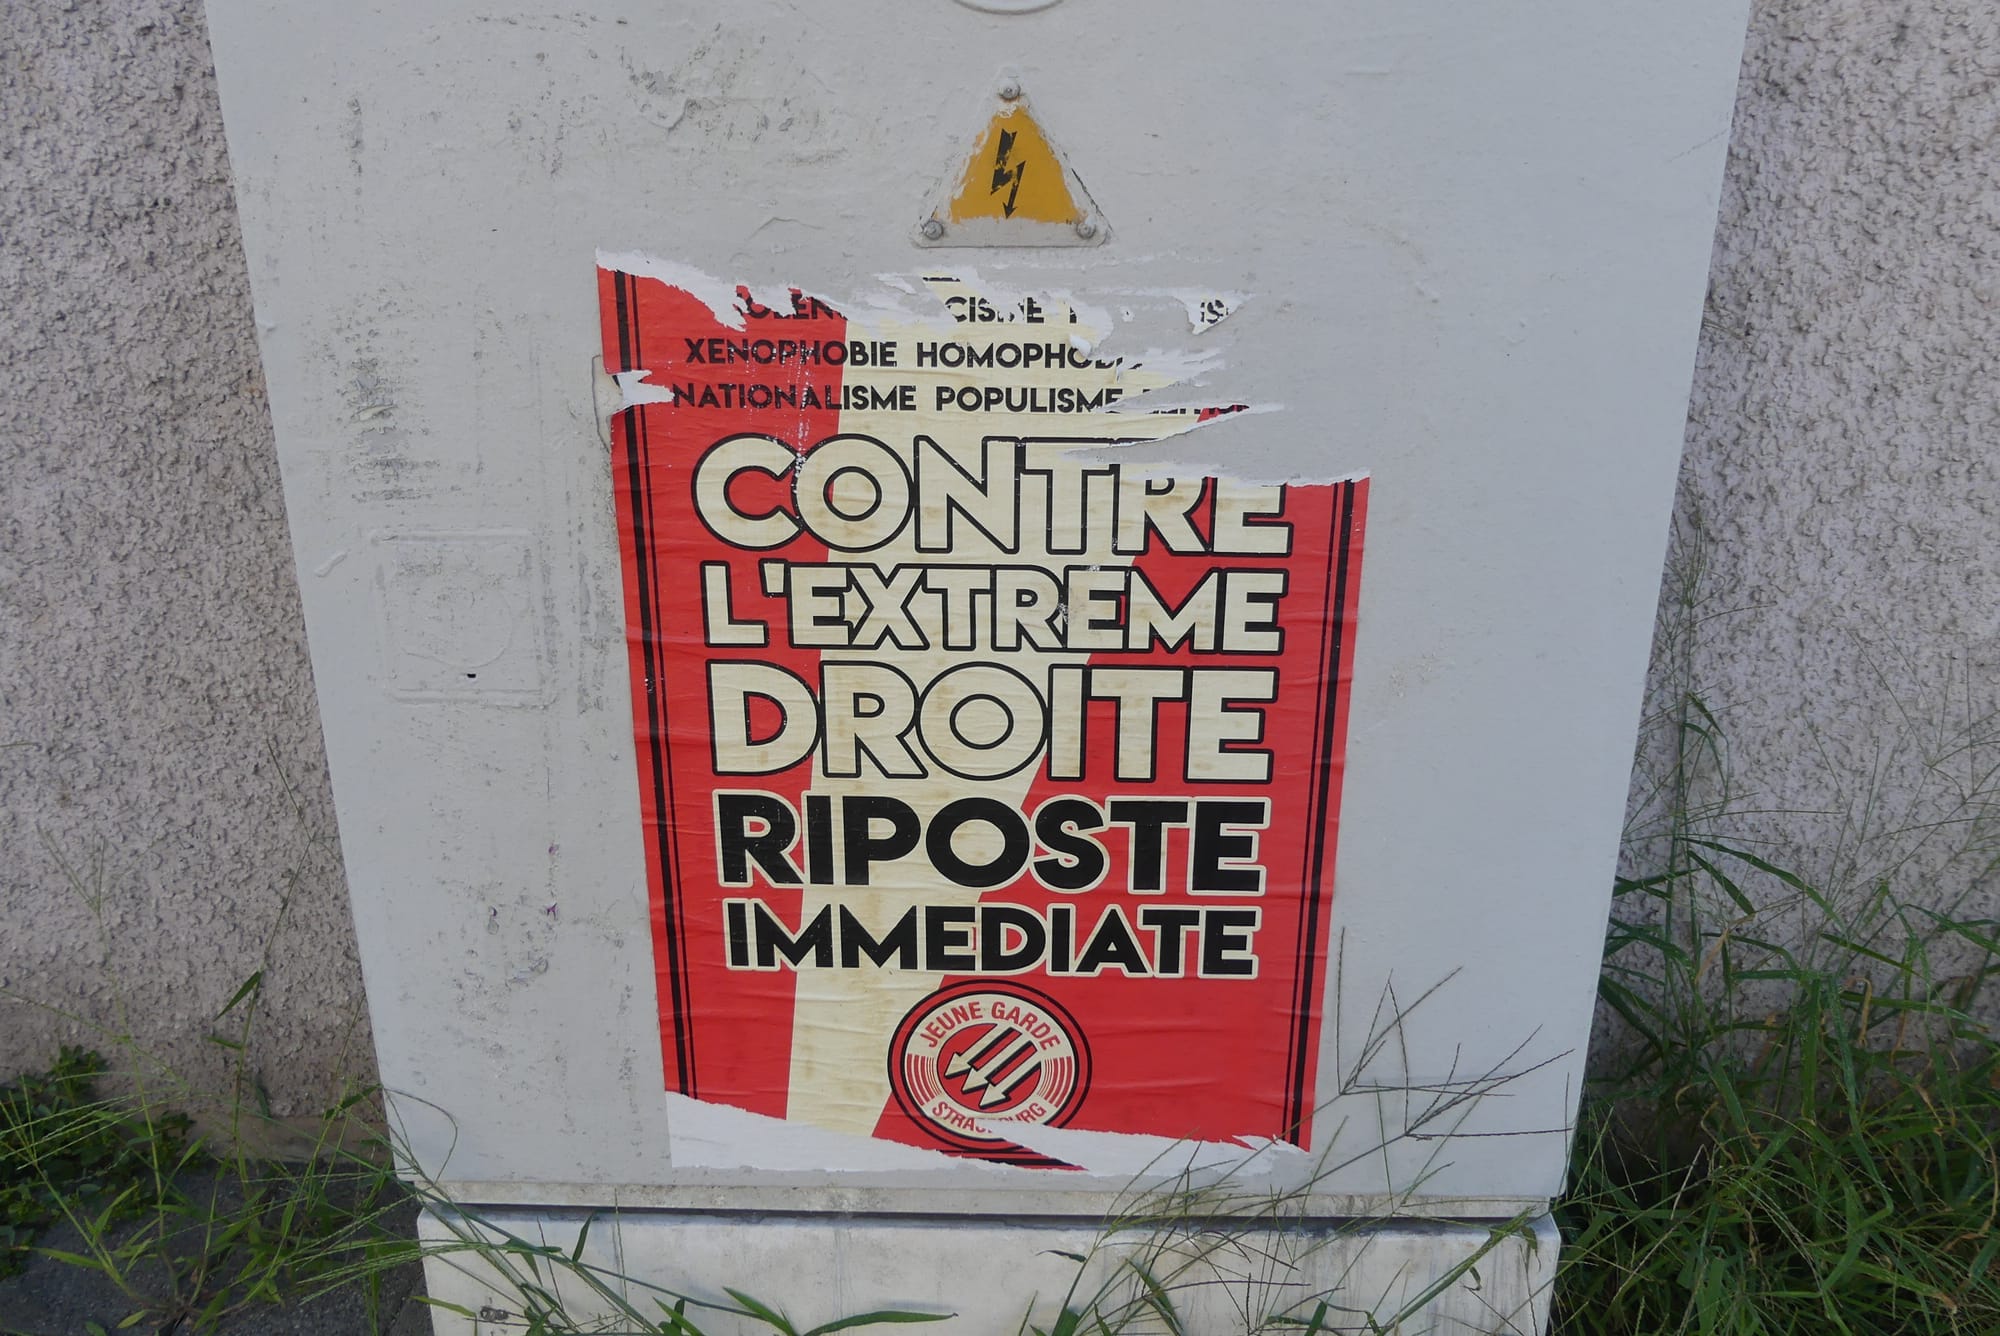 XENOPHOBIE
NATIONALISME POPULISME
CONTRE
L'EXTREME
DROITE
RIPOSTE
IMMEDIATE
JEUNE GARDE